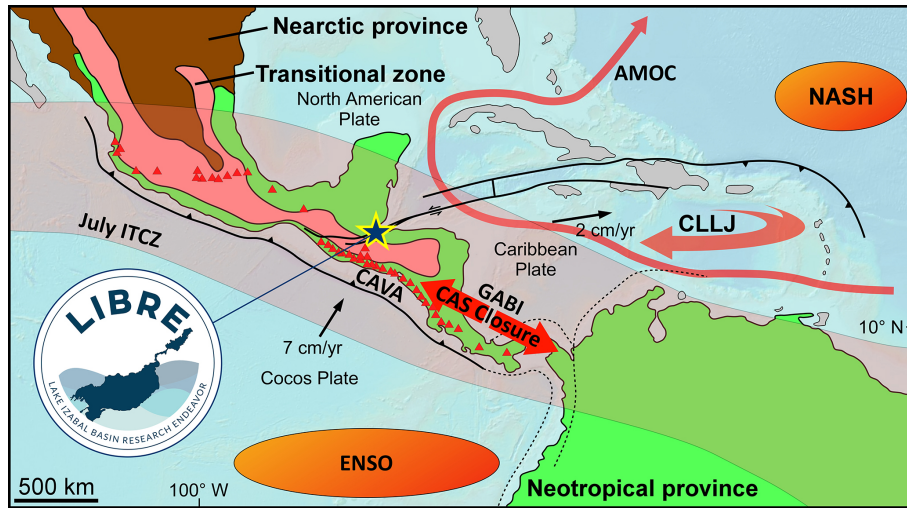 Nearctic province
Transitional zone
North American
Plate
AMOC
NASH
July ITCZ
2 cm/yr
CLLJ
Caribbean
Plate
CAVA
GABI
CAS Closure
10° N
7 cm/yr
Cocos Plate
LIBRE
LAKE IZABAL BASIN RESEARCH ENDEAVOR
ENSO
500 km
100° W
Neotropical province